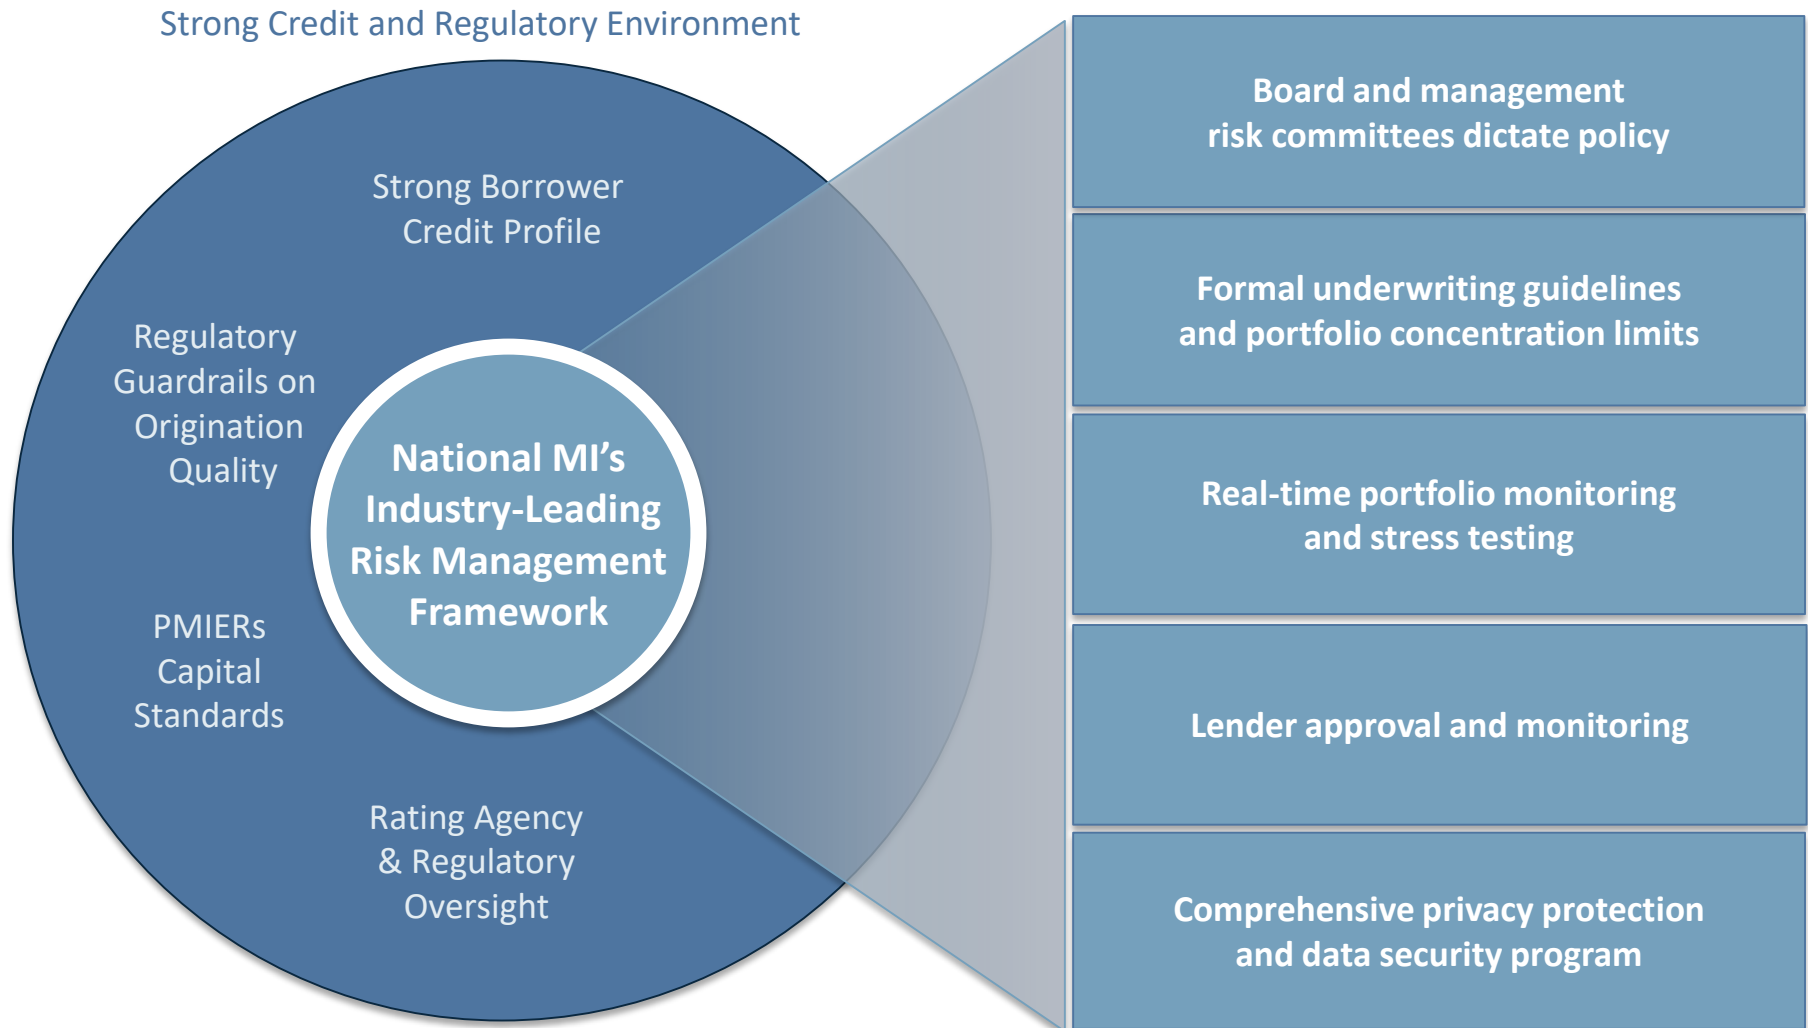 Strong Credit and Regulatory Environment
Strong Borrower
Credit Profile
Regulatory
Guardrails on
Origination
Quality
PMIERs
Capital
Standards
Rating Agency
& Regulatory
Oversight
National MI’s
Industry-Leading
Risk Management
Framework
Board and management
risk committees dictate policy
Formal underwriting guidelines
and portfolio concentration limits
Real-time portfolio monitoring
and stress testing
Lender approval and monitoring
Comprehensive privacy protection
and data security program